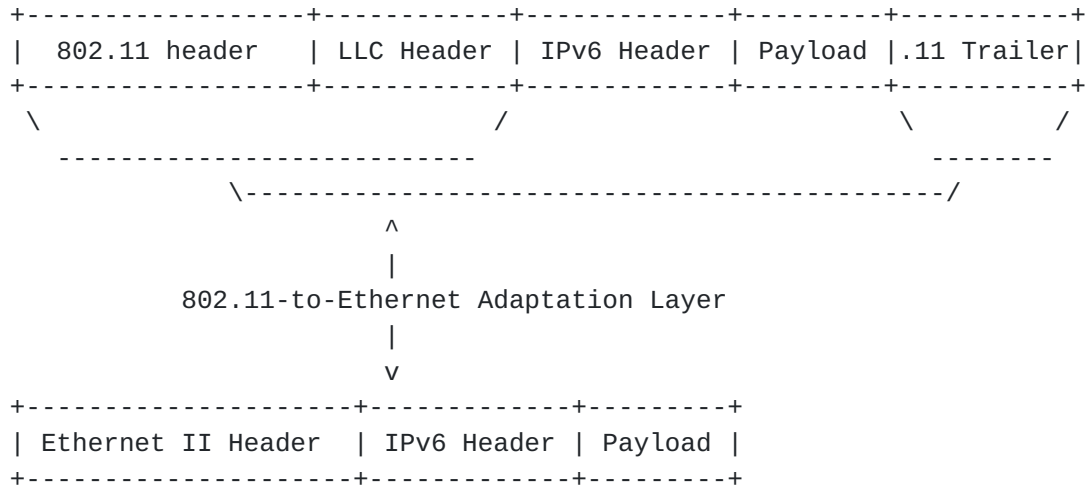 +------------------+------------+-------------+---------+-----------+
|  802.11 header   | LLC Header | IPv6 Header | Payload |.11 Trailer|
+------------------+------------+-------------+---------+-----------+
 \                             /                         \         /
   ---------------------------                             --------
              \---------------------------------------------/
                        ^
                        |
           802.11-to-Ethernet Adaptation Layer
                        |
                        v
+---------------------+-------------+---------+
| Ethernet II Header  | IPv6 Header | Payload |
+---------------------+-------------+---------+